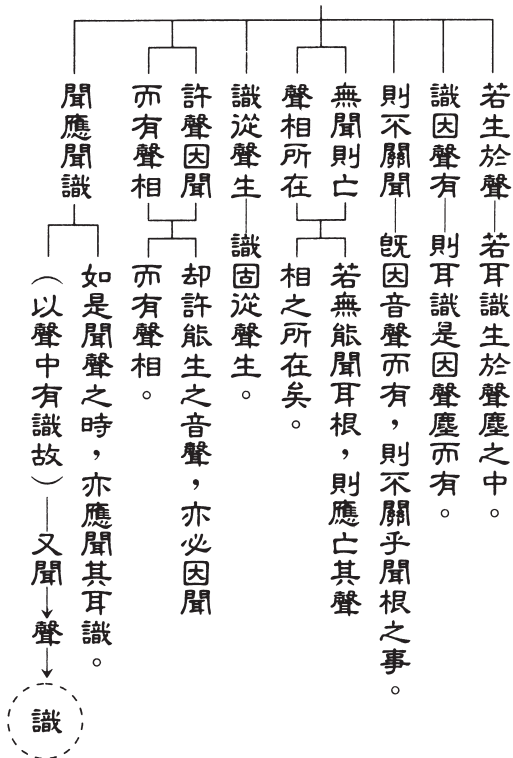 若生於聲
若耳識生於聲塵之中。
識因聲有
則耳識是因聲塵而有。
則不關聞
既因音聲而有,則不關乎聞根之事。
無聞則亡
聲相所在
若無能聞耳根,則應亡其聲
相之所在矣。
識從聲生
識固從聲生。
許聲因聞
而有聲相
却許能生之音聲,亦必因聞
而有聲相。
聞應聞識
如是聞聲之時,亦應聞其耳識。
(以聲中有識故)
又聞
聲
識